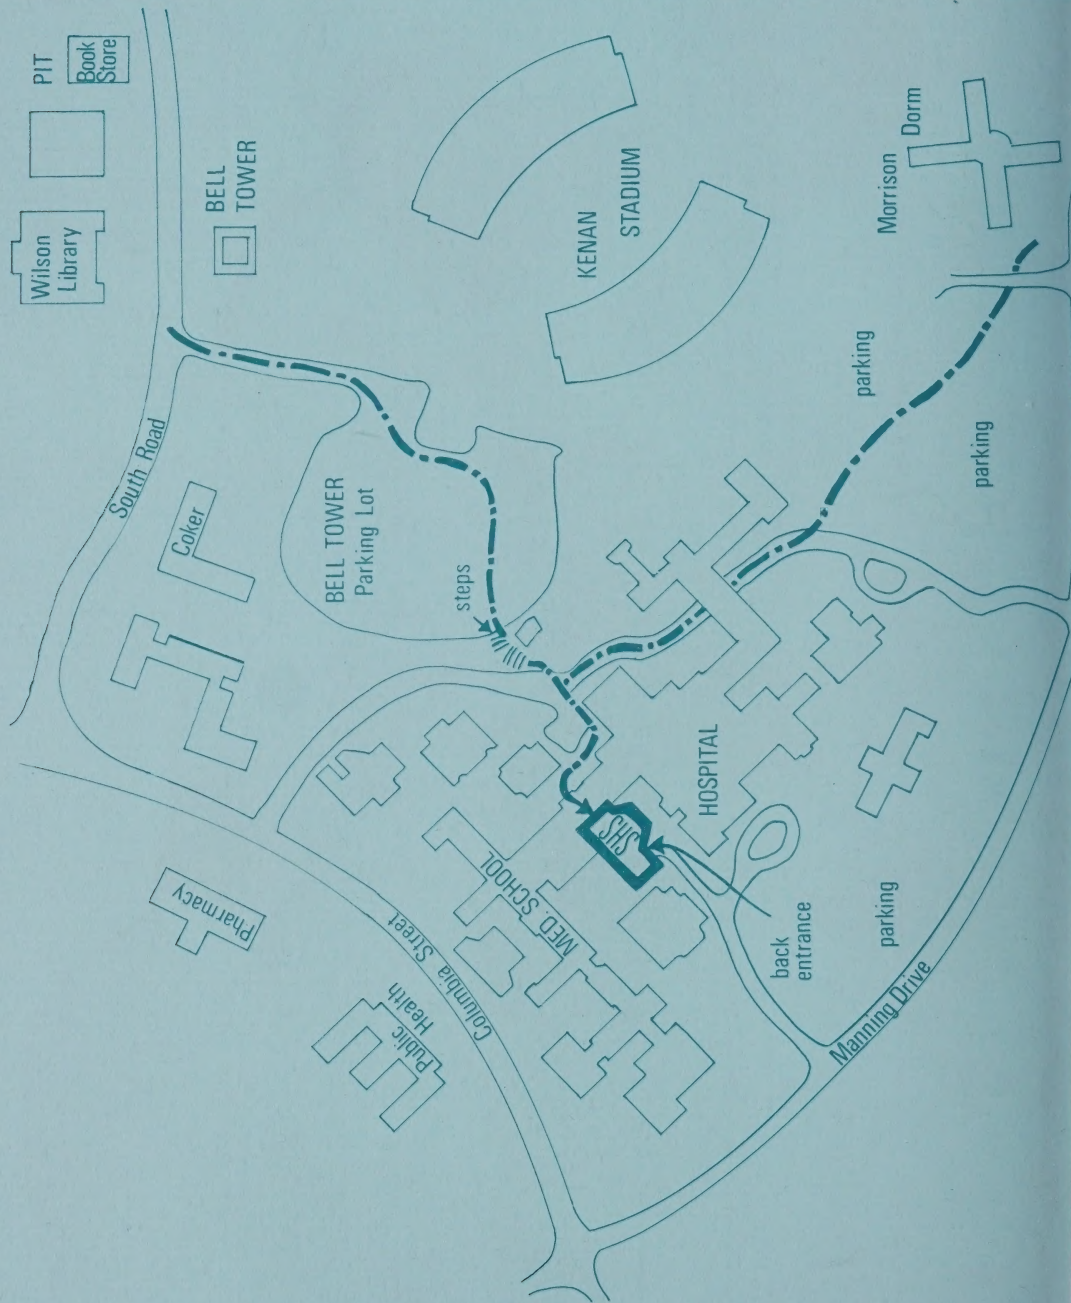 PIT
Book
Store
Wilson
Library
BELL
TOWER
South Road
Coker
BELL TOWER
Parking Lot
steps
KENAN
STADIUM
Morrison
Dorm
parking
parking
Pharmacy
Public
Health
Columbia Street
MED. SCHOOL
SHS
HOSPITAL
back
entrance
parking
Manning Drive